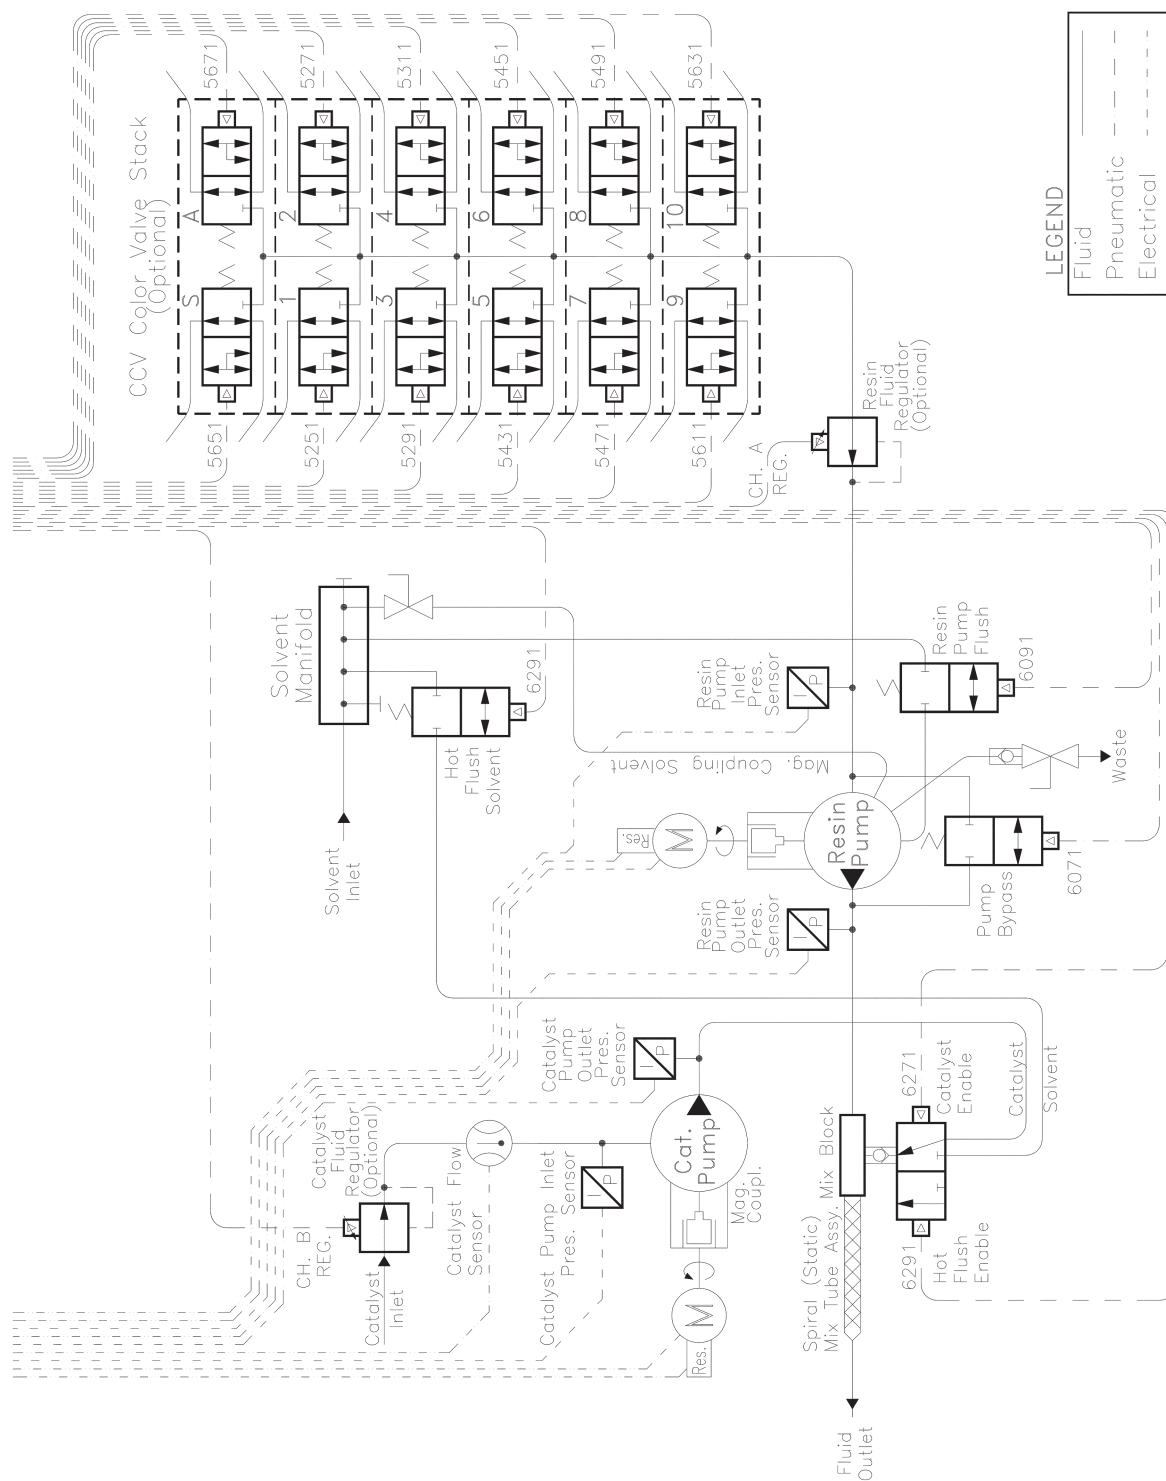 CCV Color Valve Stack
(Optional)
5671
5271
5311
5451
5491
5631
A
2
4
6
8
10
S
1
3
5
7
9
5651
5251
5291
5431
5471
5611
LEGEND
Fluid
Pneumatic
Electrical
CH. A
REG.
Resin
Fluid
Regulator
(Optional)
Solvent
Manifold
Solvent
Inlet
Hot
Flush
Solvent
6291
Resin
Pump
Inlet
Pres.
Sensor
I
P
Resin
Pump
Flush
6091
Mag. Coupling Solvent
Waste
Res.
M
Resin
Pump
Pump
Bypass
6071
Resin
Pump
Outlet
Pres.
Sensor
I
P
Catalyst
Pump
Outlet
Pres.
Sensor
I
P
Catalyst
Fluid
Regulator
(Optional)
CH. B
REG.
Catalyst
Inlet
Catalyst Flow
Sensor
Catalyst Pump Inlet
Pres. Sensor
I
P
Cat.
Pump
Mag.
Coupl.
M
Res.
Spiral (Static)
Mix Tube Assy.
Mix Block
6271
Catalyst
Enable
Catalyst
Solvent
6291
Hot
Flush
Enable
Fluid
Outlet